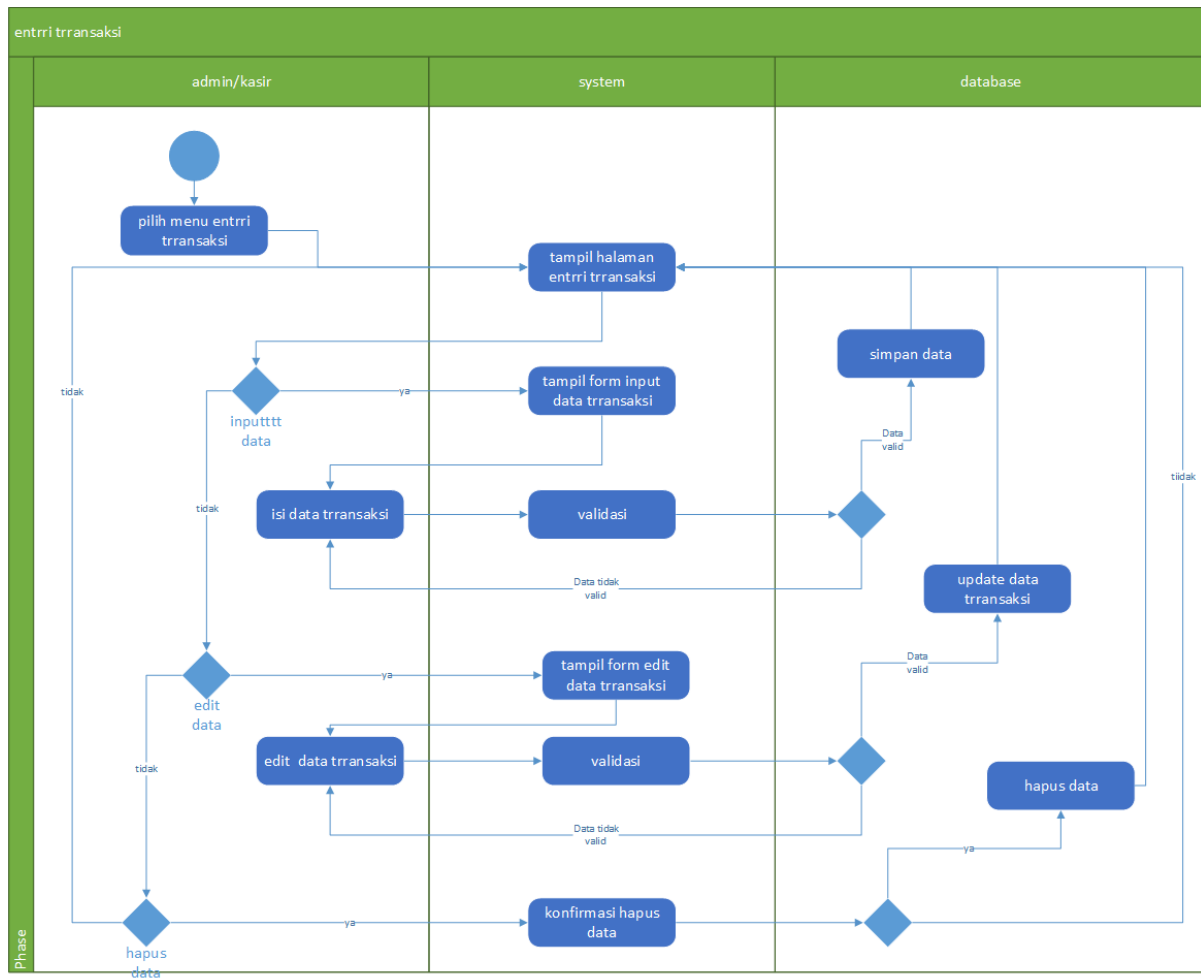 entrri trransaksi
admin/kasir
system
database
pilih menu entrri
trransaksi
tampil halaman
entrri trransaksi
simpan data
tidak
ya
tampil form input
data trransaksi
inputttt
data
Data
valid
tiidak
tidak
isi data trransaksi
validasi
Data tidak
valid
update data
trransaksi
tampil form edit
data trransaksi
ya
Data
valid
edit
data
edit  data trransaksi
validasi
tidak
hapus data
Data tidak
valid
ya
ya
konfirmasi hapus
data
hapus
data
Phase